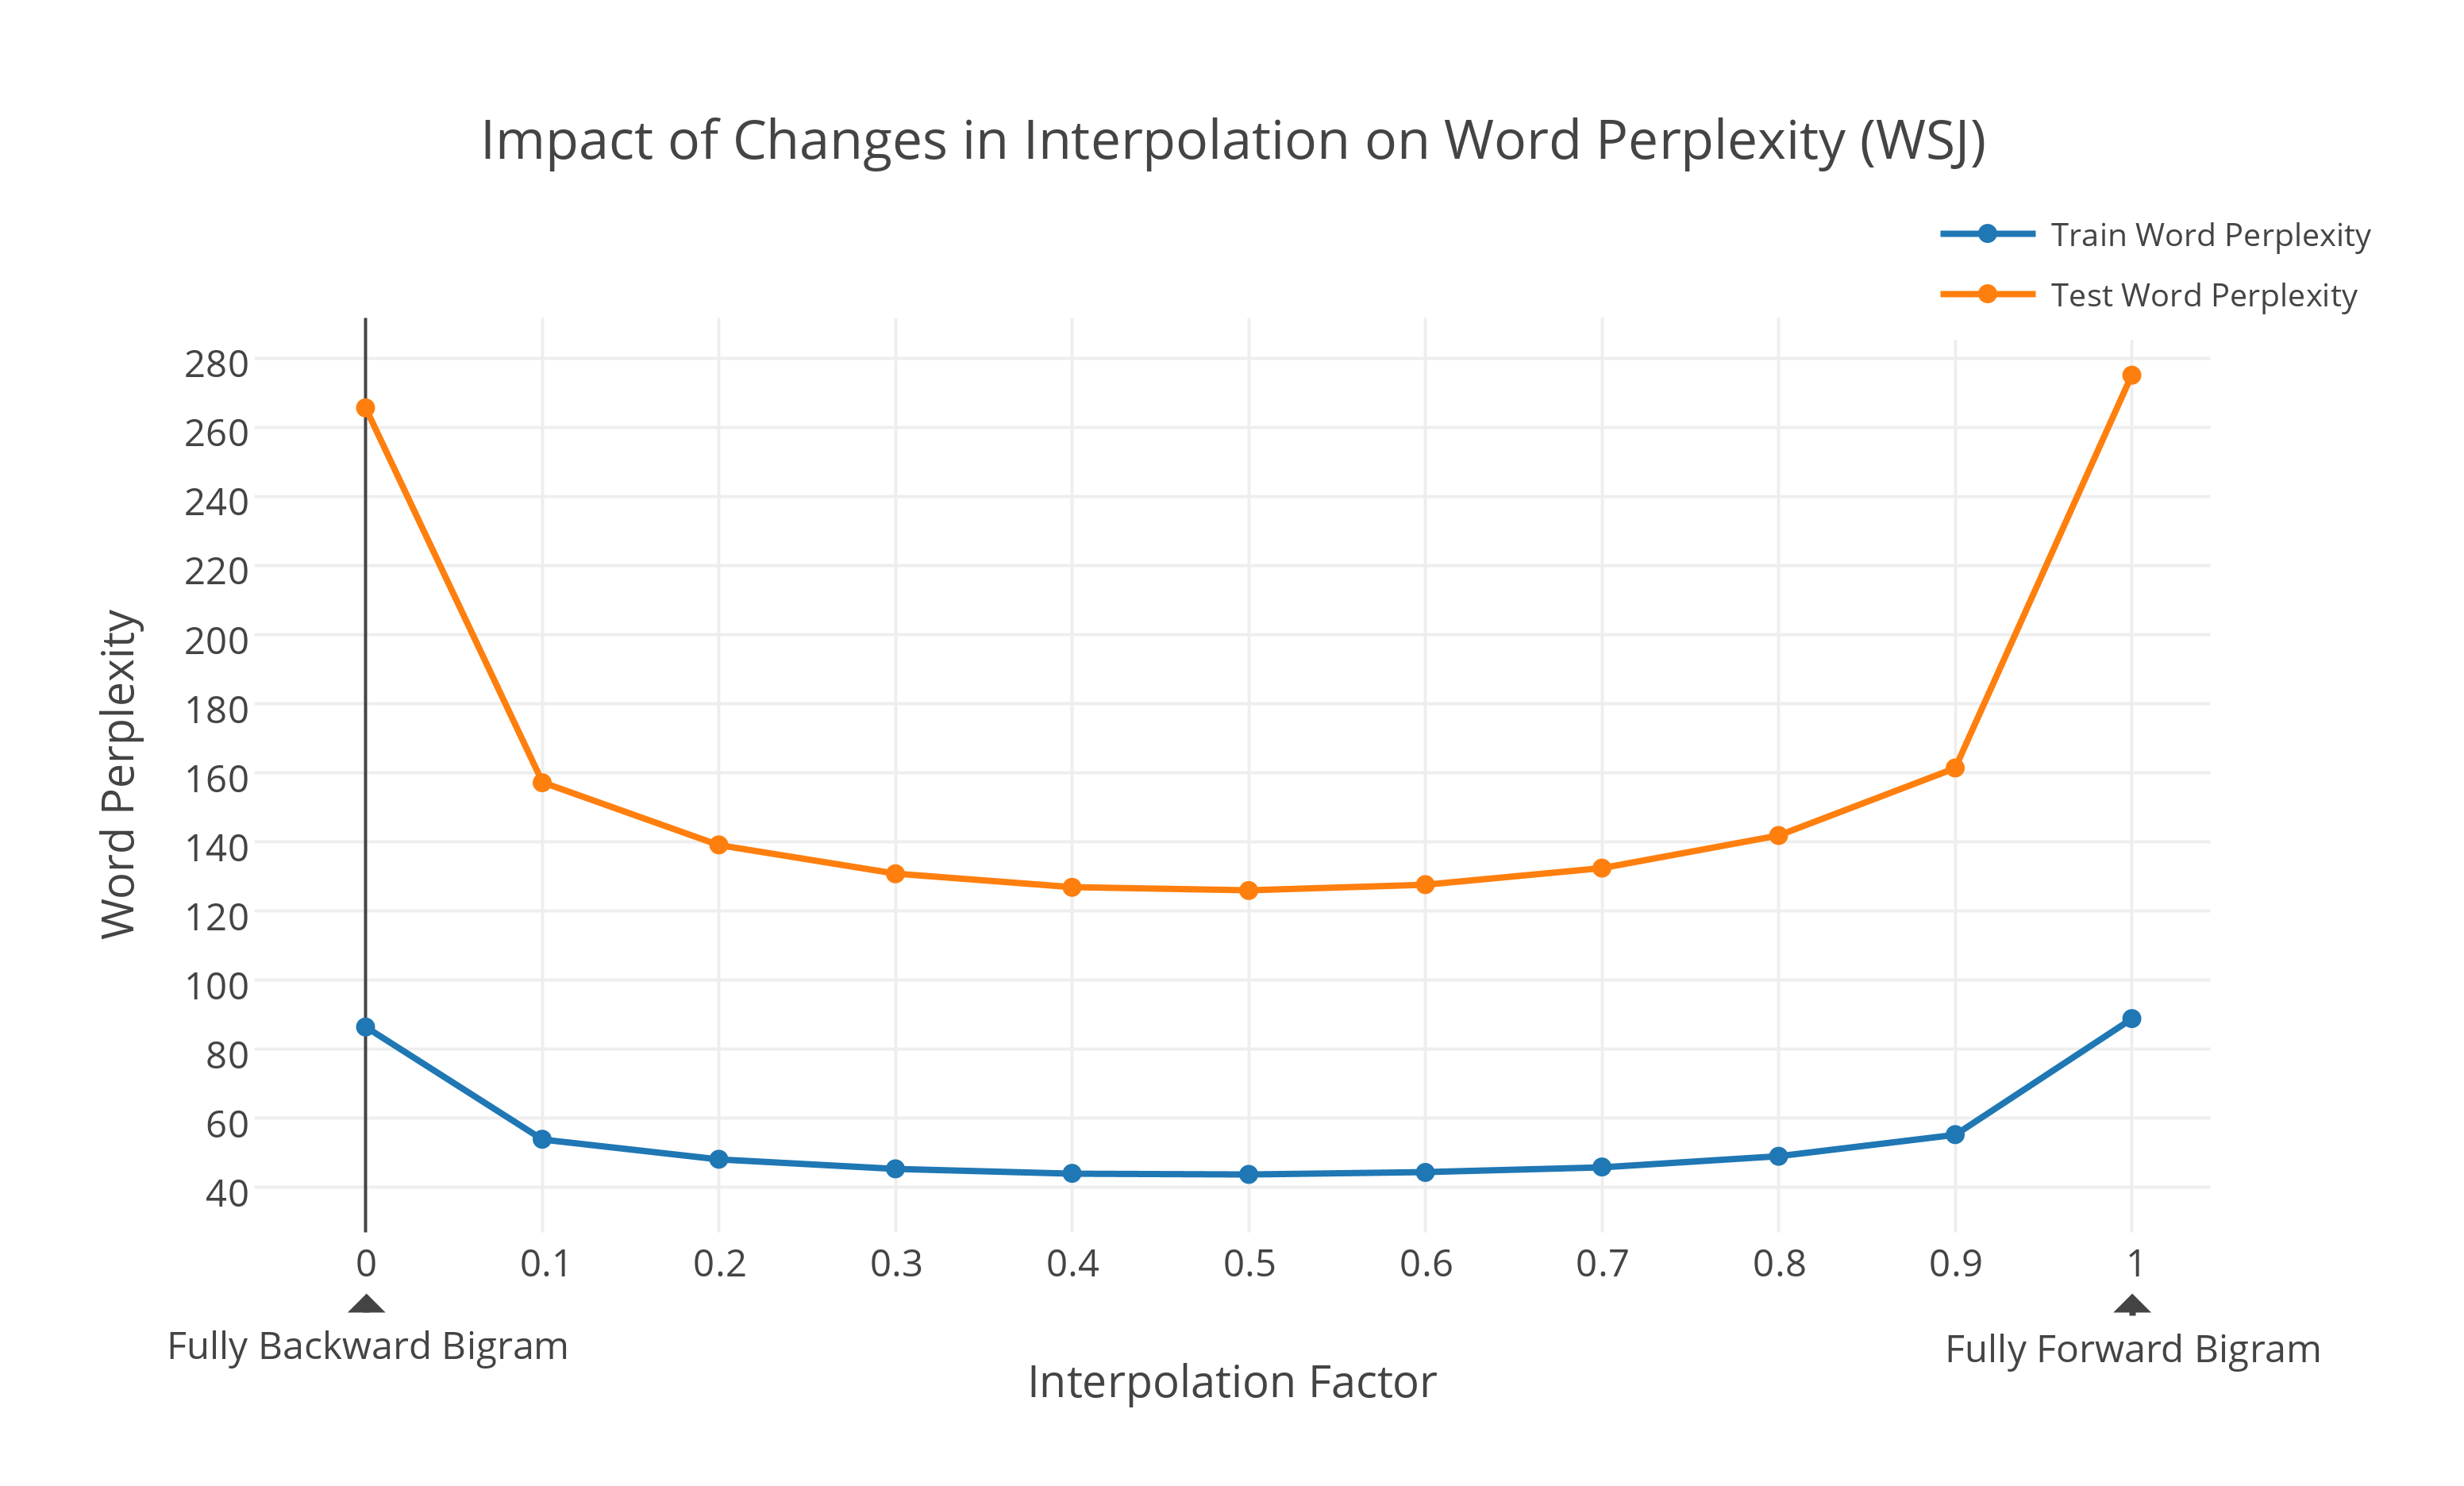 Impact of Changes in Interpolation on Word Perplexity (WSJ)
Train Word Perplexity
Test Word Perplexity
280
260
240
220
200
180
160
140
120
100
80
60
40
Word Perplexity
0 0.1 0.2 0.3 0.4 0.5 0.6 0.7 0.8 0.9 1
Fully Backward Bigram
Fully Forward Bigram
Interpolation Factor